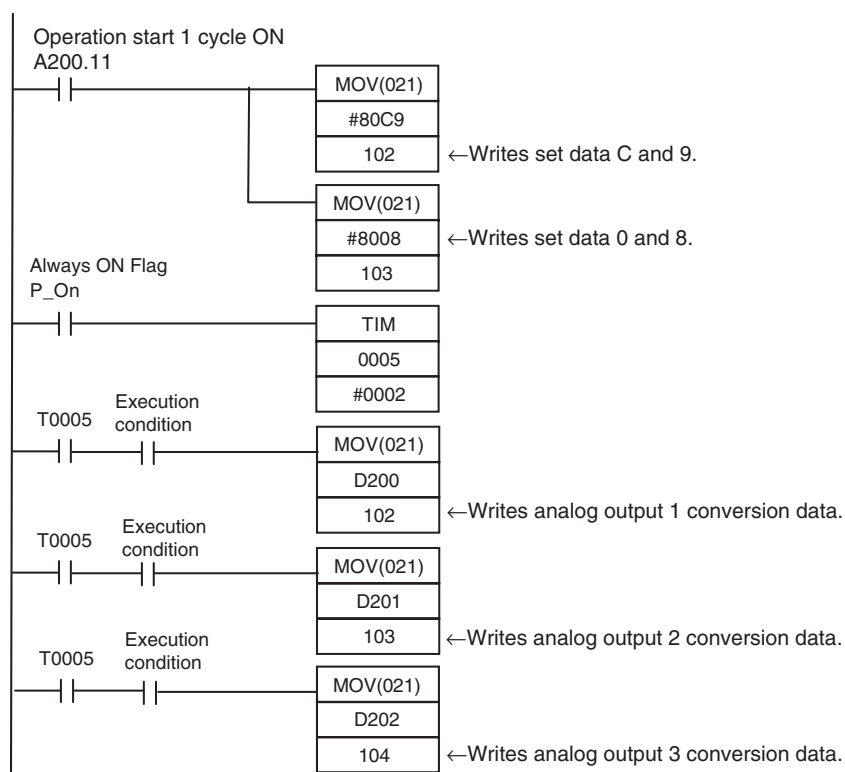 Operation start 1 cycle ON
A200.11
MOV(021)
#80C9
102 ←Writes set data C and 9.
MOV(021)
#8008 ←Writes set data 0 and 8.
103
Always ON Flag
P_On
TIM
0005
#0002
T0005 Execution
condition
MOV(021)
D200
102 ←Writes analog output 1 conversion data.
T0005 Execution
condition
MOV(021)
D201
103 ←Writes analog output 2 conversion data.
T0005 Execution
condition
MOV(021)
D202
104 ←Writes analog output 3 conversion data.